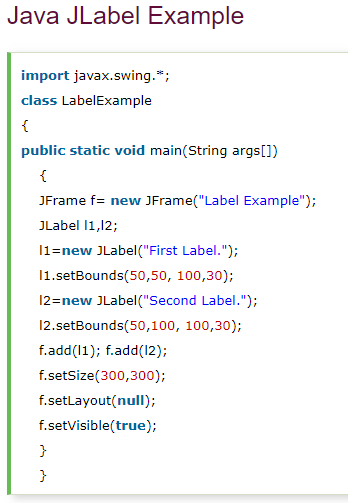 Java JLabel Example
import javax.swing.*;
class LabelExample
{
public static void main(String args[])
{
JFrame f= new JFrame("Label Example");
JLabel l1,l2;
l1=new JLabel("First Label.");
l1.setBounds(50,50, 100,30);
l2=new JLabel("Second Label.");
l2.setBounds(50,100, 100,30);
f.add(l1); f.add(l2);
f.setSize(300,300);
f.setLayout(null);
f.setVisible(true);
}
}